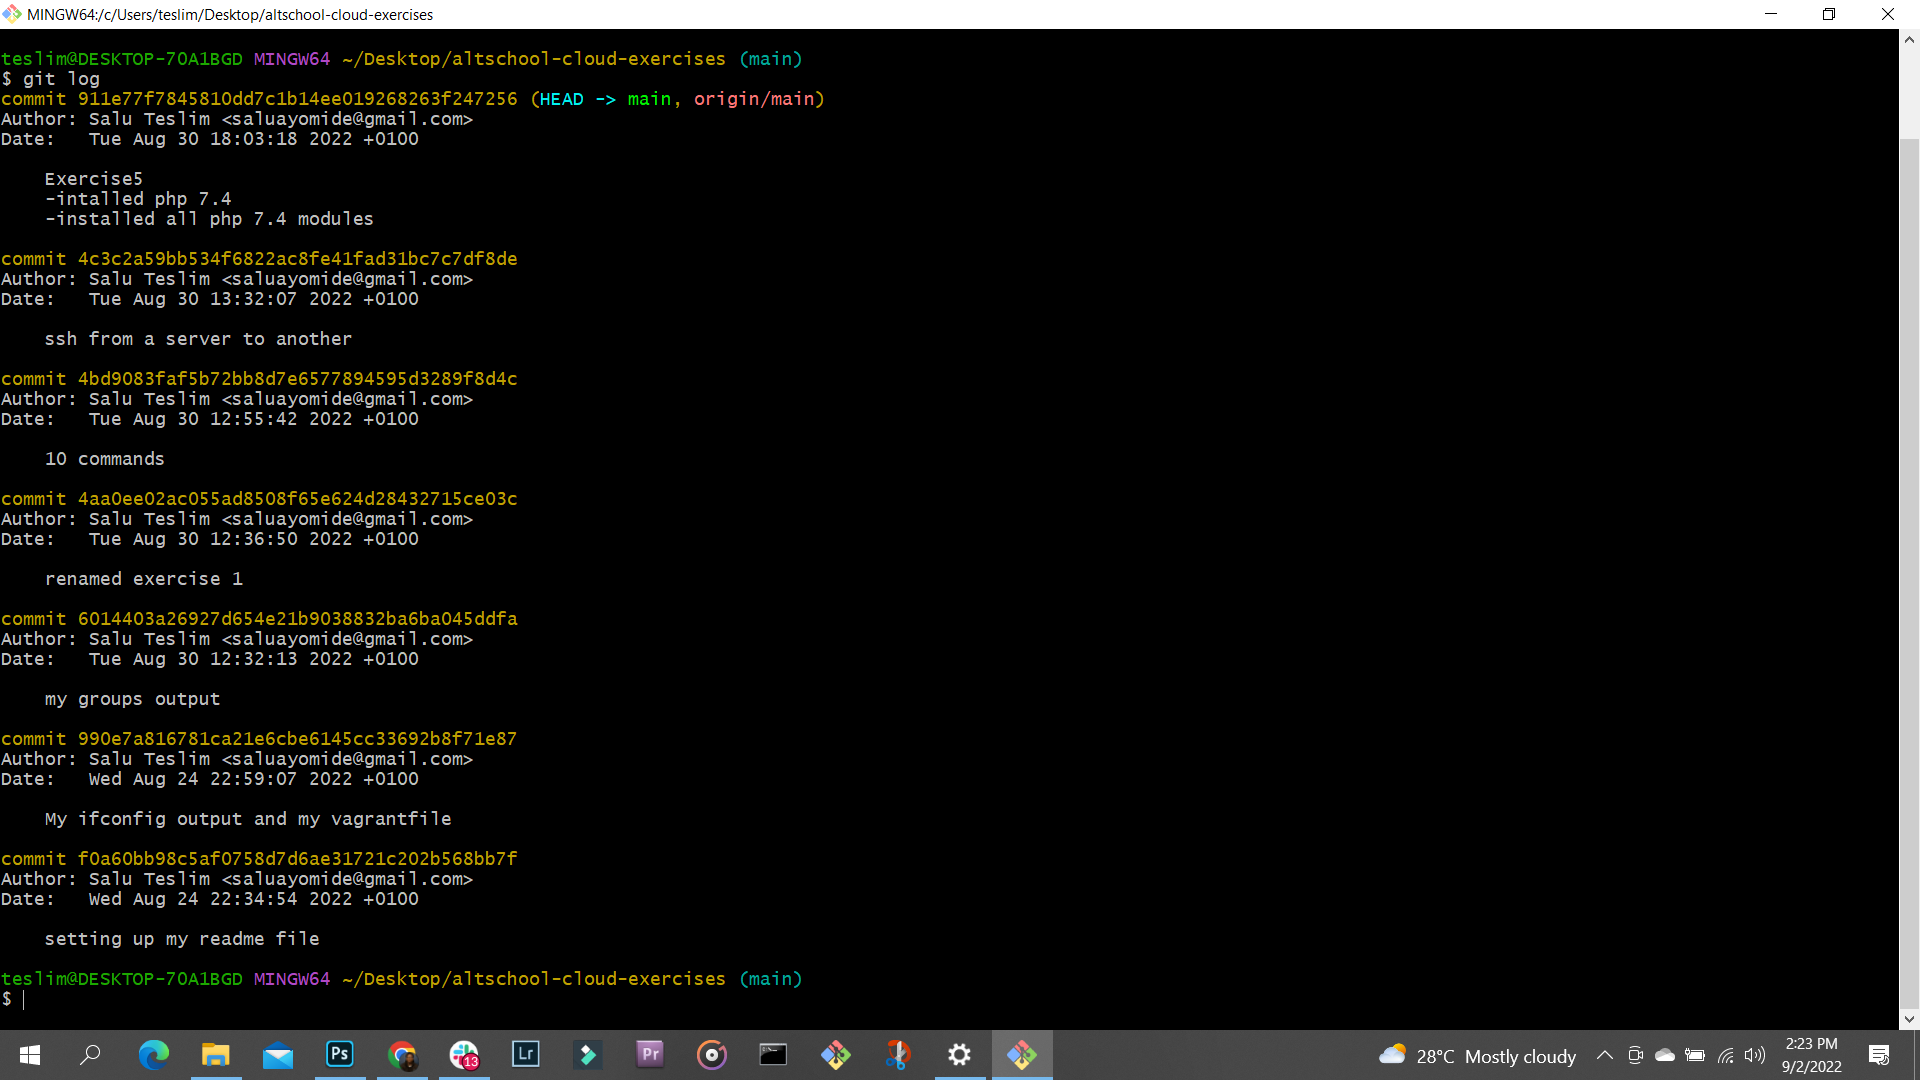 MINGW64:/c/Users/teslim/Desktop/altschool-cloud-exercises
teslim@DESKTOP-7OA1BGD MINGW64 ~/Desktop/altschool-cloud-exercises (main)
$ git log
commit 911e77f7845810dd7c1b14ee019268263f247256 (HEAD -> main, origin/main)
Author: Salu Teslim <saluayomide@gmail.com>
Date:   Tue Aug 30 18:03:18 2022 +0100
Exercise5
-intalled php 7.4
-installed all php 7.4 modules
commit 4c3c2a59bb534f6822ac8fe41fad31bc7c7df8de
Author: Salu Teslim <saluayomide@gmail.com>
Date:   Tue Aug 30 13:32:07 2022 +0100
ssh from a server to another
commit 4bd9083faf5b72bb8d7e6577894595d3289f8d4c
Author: Salu Teslim <saluayomide@gmail.com>
Date:   Tue Aug 30 12:55:42 2022 +0100
10 commands
commit 4aa0ee02ac055ad8508f65e624d28432715ce03c
Author: Salu Teslim <saluayomide@gmail.com>
Date:   Tue Aug 30 12:36:50 2022 +0100
renamed exercise 1
commit 6014403a26927d654e21b9038832ba6ba045ddfa
Author: Salu Teslim <saluayomide@gmail.com>
Date:   Tue Aug 30 12:32:13 2022 +0100
my groups output
commit 990e7a816781ca21e6cbe6145cc33692b8f71e87
Author: Salu Teslim <saluayomide@gmail.com>
Date:   Wed Aug 24 22:59:07 2022 +0100
My ifconfig output and my vagrantfile
commit f0a60bb98c5af0758d7d6ae31721c202b568bb7f
Author: Salu Teslim <saluayomide@gmail.com>
Date:   Wed Aug 24 22:34:54 2022 +0100
setting up my readme file
teslim@DESKTOP-7OA1BGD MINGW64 ~/Desktop/altschool-cloud-exercises (main)
$
Ps
13
Lr
Pr
28°C Mostly cloudy
2:23 PM
9/2/2022